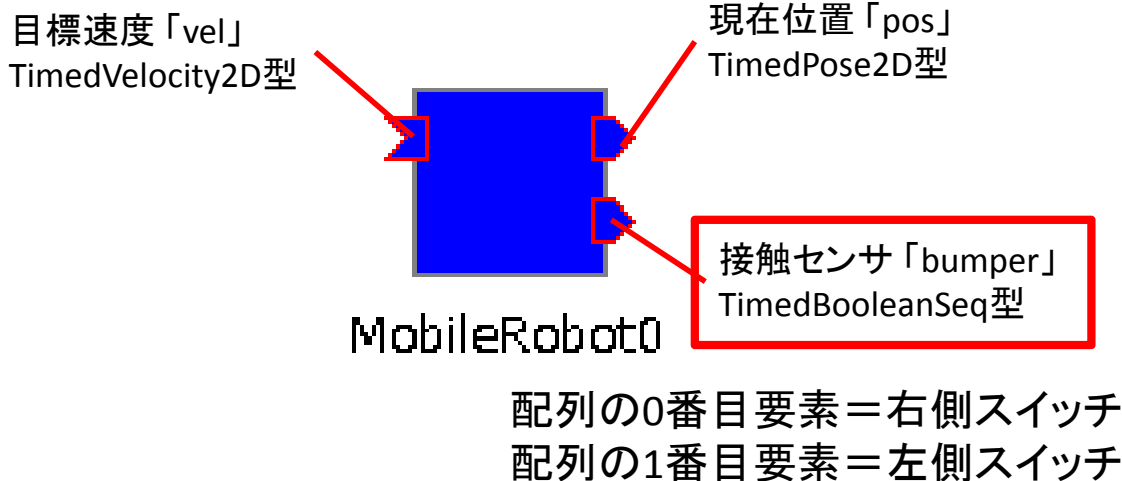 目標速度「vel」
TimedVelocity2D型
現在位置「pos」
TimedPose2D型
接触センサ「bumper」
TimedBooleanSeq型
MobileRobot0
配列の0番目要素＝右側スイッチ
配列の1番目要素＝左側スイッチ